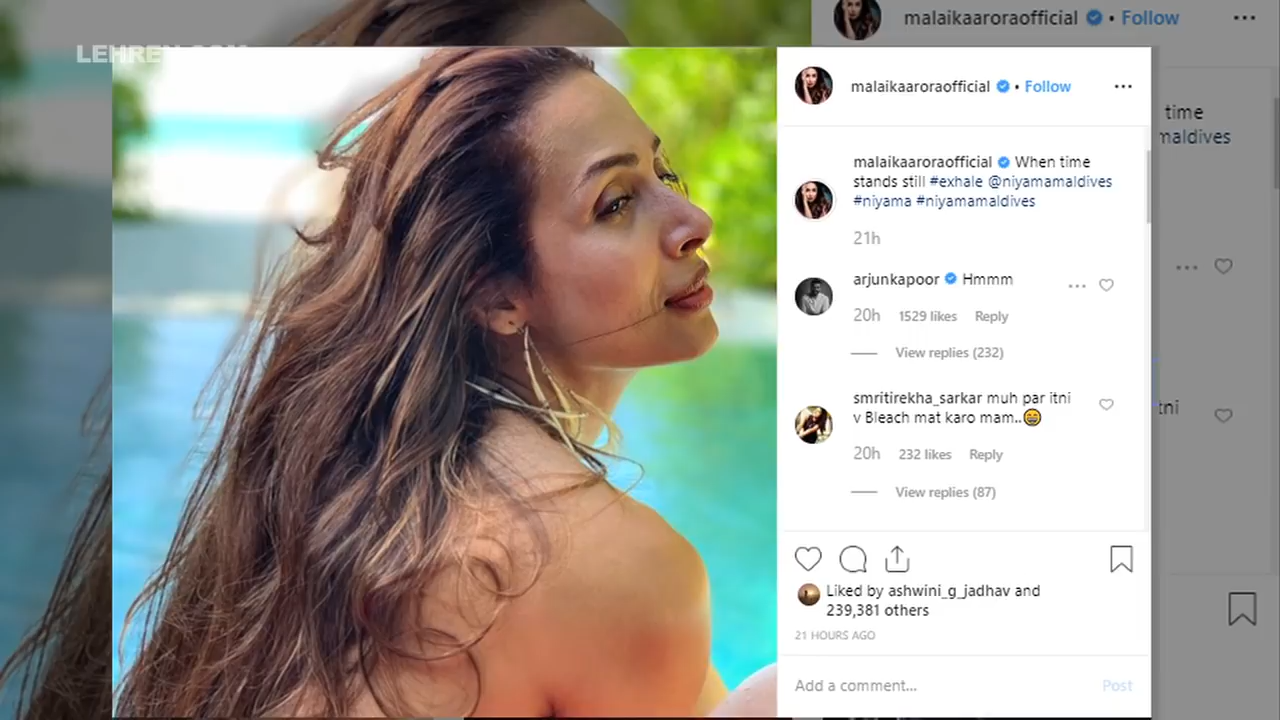 LEHREN.COM
malaikaaroraofficial • Follow
malaikaaroraofficial • Follow
malaikaaroraofficial When time
stands still #exhale @niyamamaldives
#niyama #niyamamaldives
21h
arjunkapoor Hmmm
20h 1529 likes Reply
View replies (232)
smritirekha_sarkar muh par itni
v Bleach mat karo mam..😁
20h 232 likes Reply
View replies (87)
Liked by ashwini_g_jadhav and
239,381 others
21 HOURS AGO
Add a comment... Post
time
maldives